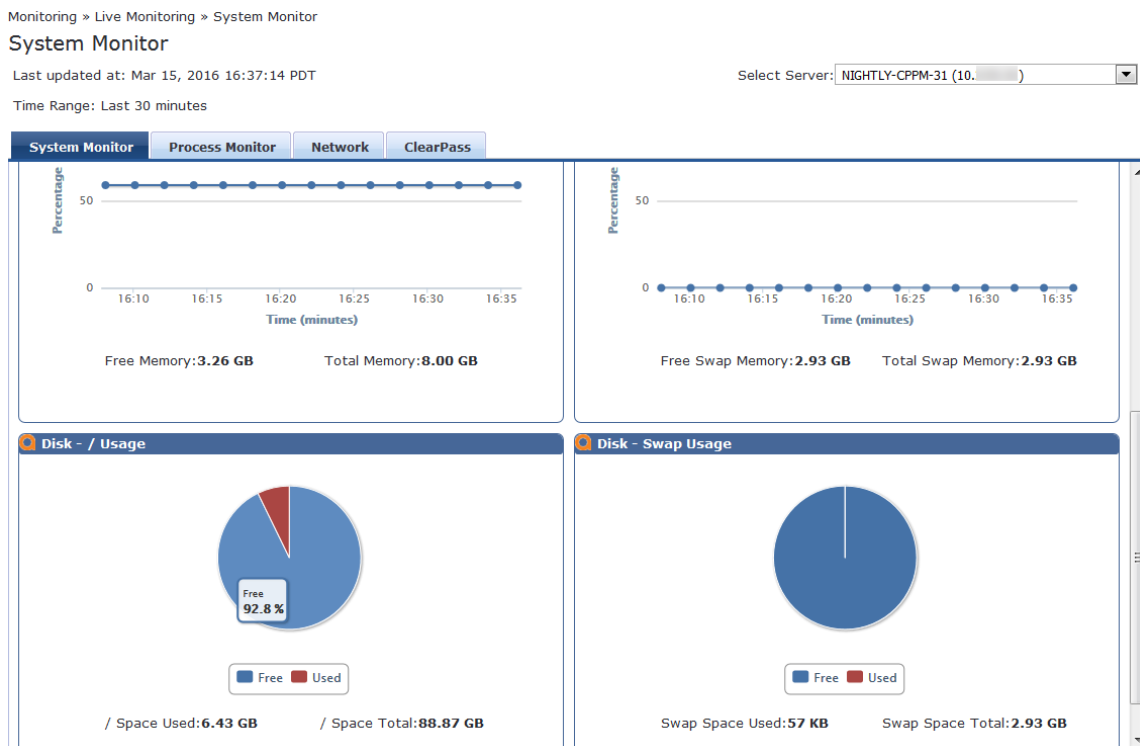 Monitoring » Live Monitoring » System Monitor
System Monitor
Last updated at: Mar 15, 2016 16:37:14 PDT
Select Server: NIGHTLY-CPPM-31 (10. )
Time Range: Last 30 minutes
System Monitor Process Monitor Network ClearPass
Percentage
50
0
16:10 16:15 16:20 16:25 16:30 16:35
Time (minutes)
Free Memory:3.26 GB Total Memory:8.00 GB
Percentage
50
0
16:10 16:15 16:20 16:25 16:30 16:35
Time (minutes)
Free Swap Memory:2.93 GB Total Swap Memory:2.93 GB
Disk - / Usage
Free
92.8 %
Free Used
/ Space Used:6.43 GB / Space Total:88.87 GB
Disk - Swap Usage
Free Used
Swap Space Used:57 KB Swap Space Total:2.93 GB